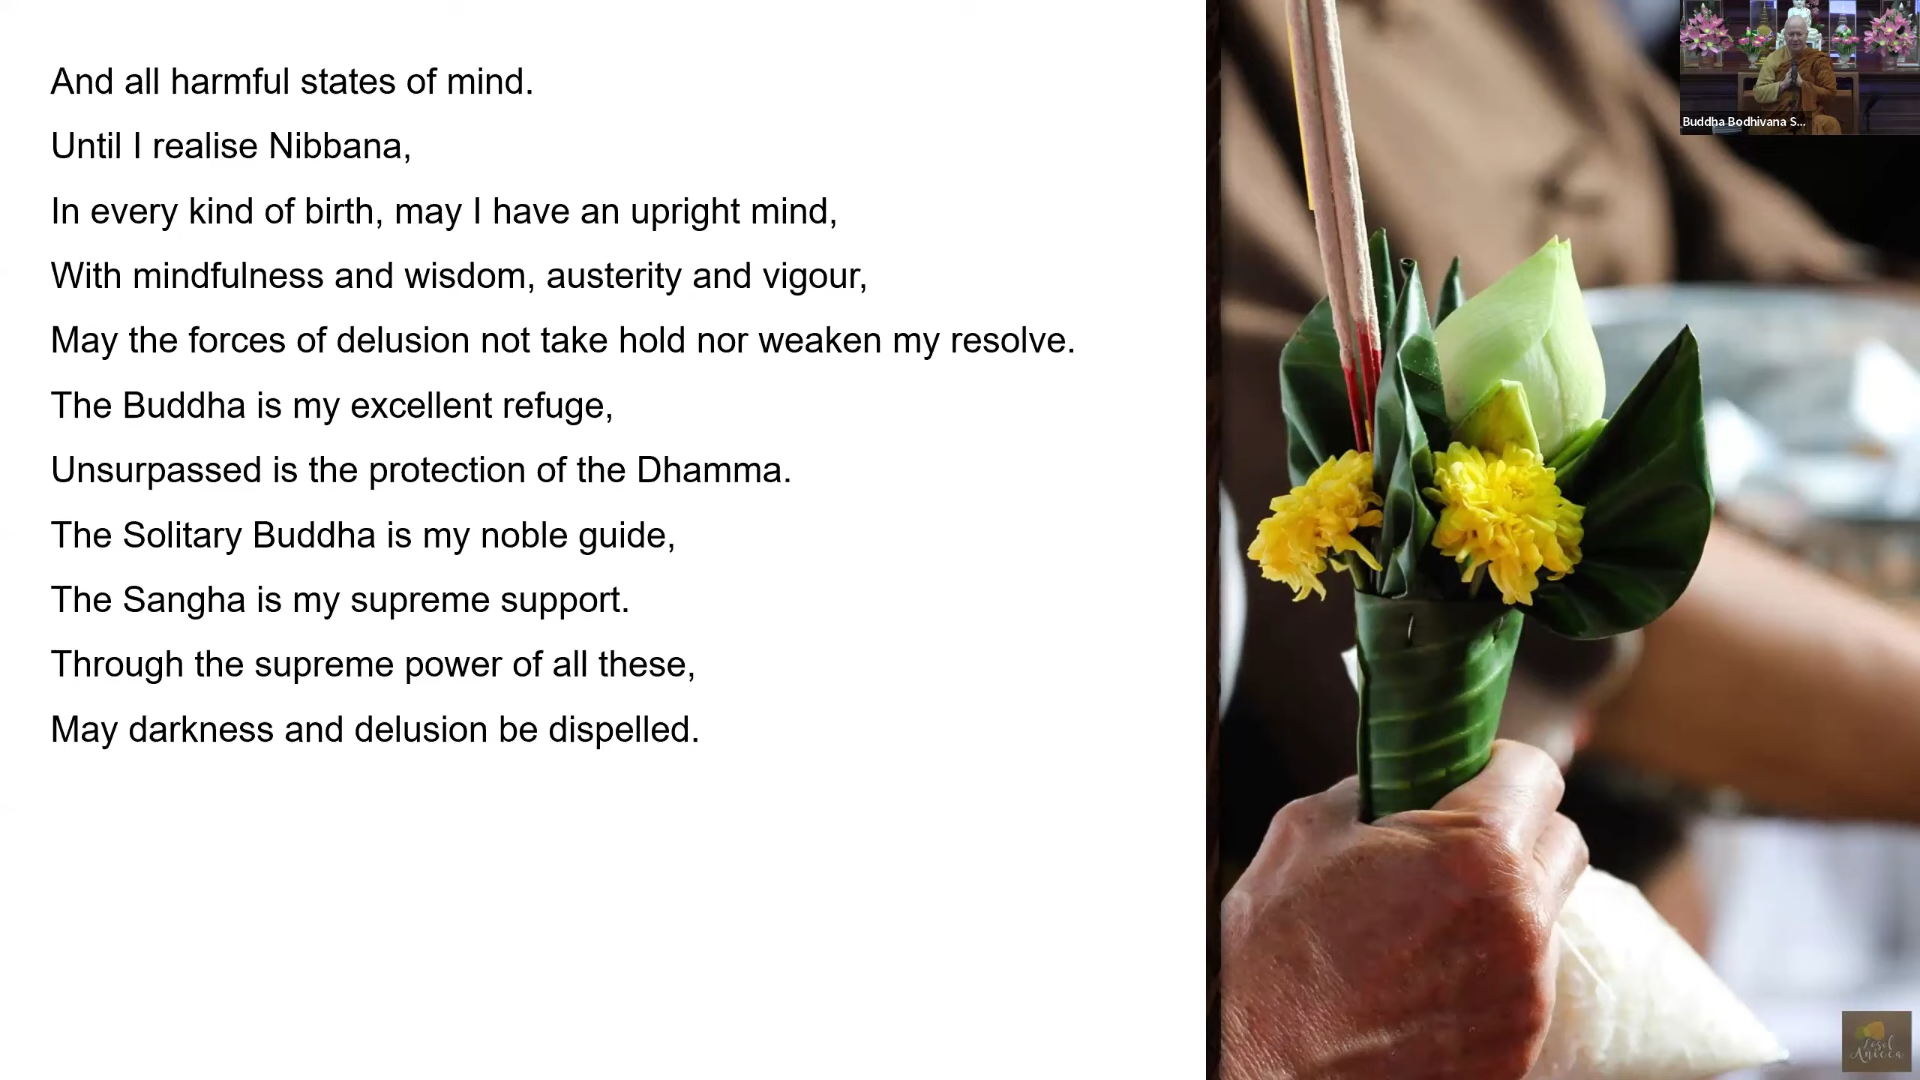 And all harmful states of mind.
Until I realise Nibbana,
In every kind of birth, may I have an upright mind,
With mindfulness and wisdom, austerity and vigour,
May the forces of delusion not take hold nor weaken my resolve.
The Buddha is my excellent refuge,
Unsurpassed is the protection of the Dhamma.
The Solitary Buddha is my noble guide,
The Sangha is my supreme support.
Through the supreme power of all these,
May darkness and delusion be dispelled.
Buddha Bodhivana S...
Anicca